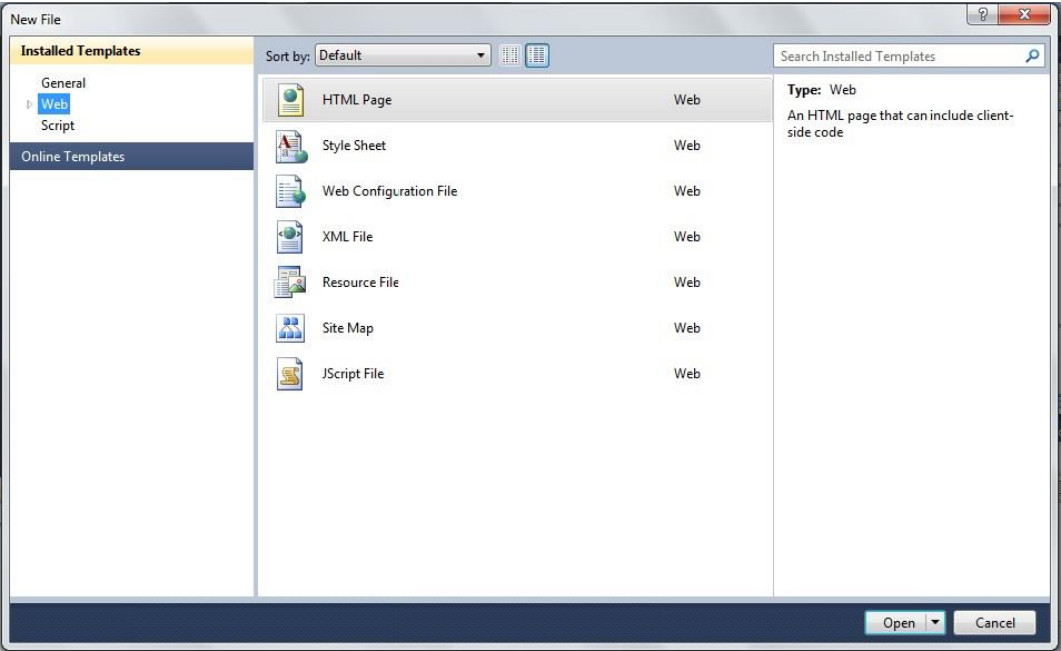 New File
Installed Templates
General
Web
Script
Online Templates
Sort by: Default
HTML Page Web
Style Sheet Web
Web Configuration File Web
XML File Web
Resource File Web
Site Map Web
JScript File Web
Search Installed Templates
Type: Web
An HTML page that can include client-
side code
Open
Cancel